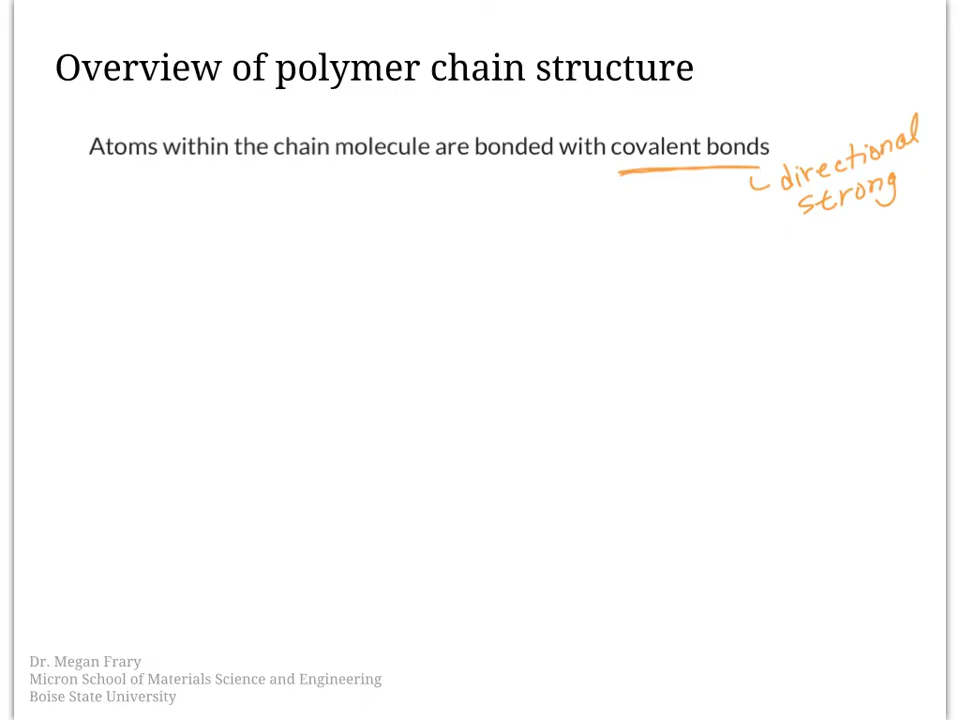 Overview of polymer chain structure
Atoms within the chain molecule are bonded with covalent bonds
directional
strong
Dr. Megan Frary
Micron School of Materials Science and Engineering
Boise State University